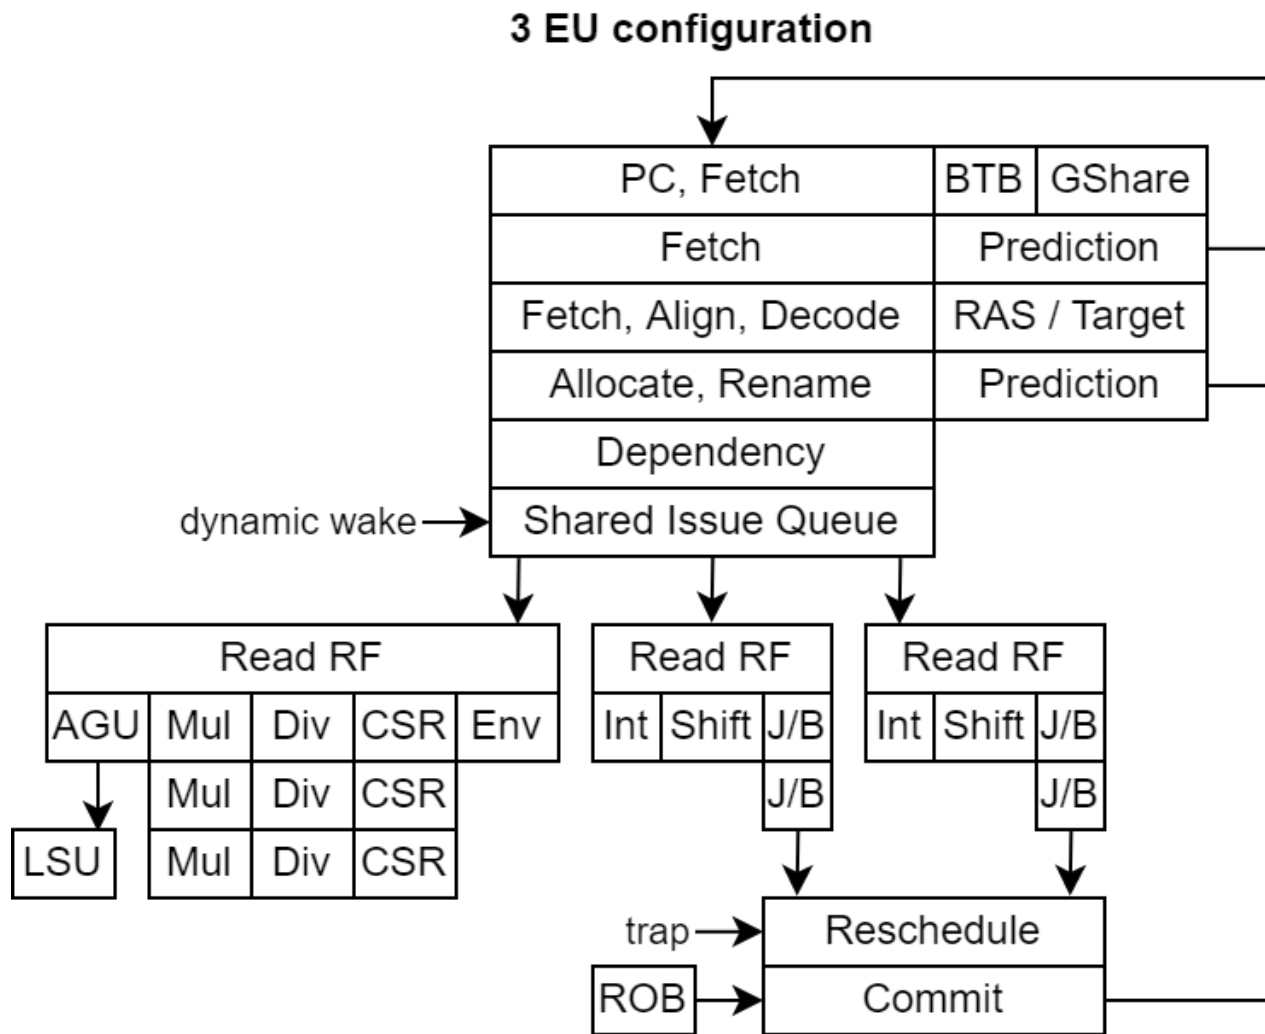 3 EU configuration
PC, Fetch BTB GShare
Fetch Prediction
Fetch, Align, Decode RAS / Target
Allocate, Rename Prediction
Dependency
dynamic wake Shared Issue Queue
Read RF Read RF Read RF
AGU Mul Div CSR Env Int Shift J/B Int Shift J/B
Mul Div CSR J/B J/B
LSU Mul Div CSR
trap Reschedule
ROB Commit